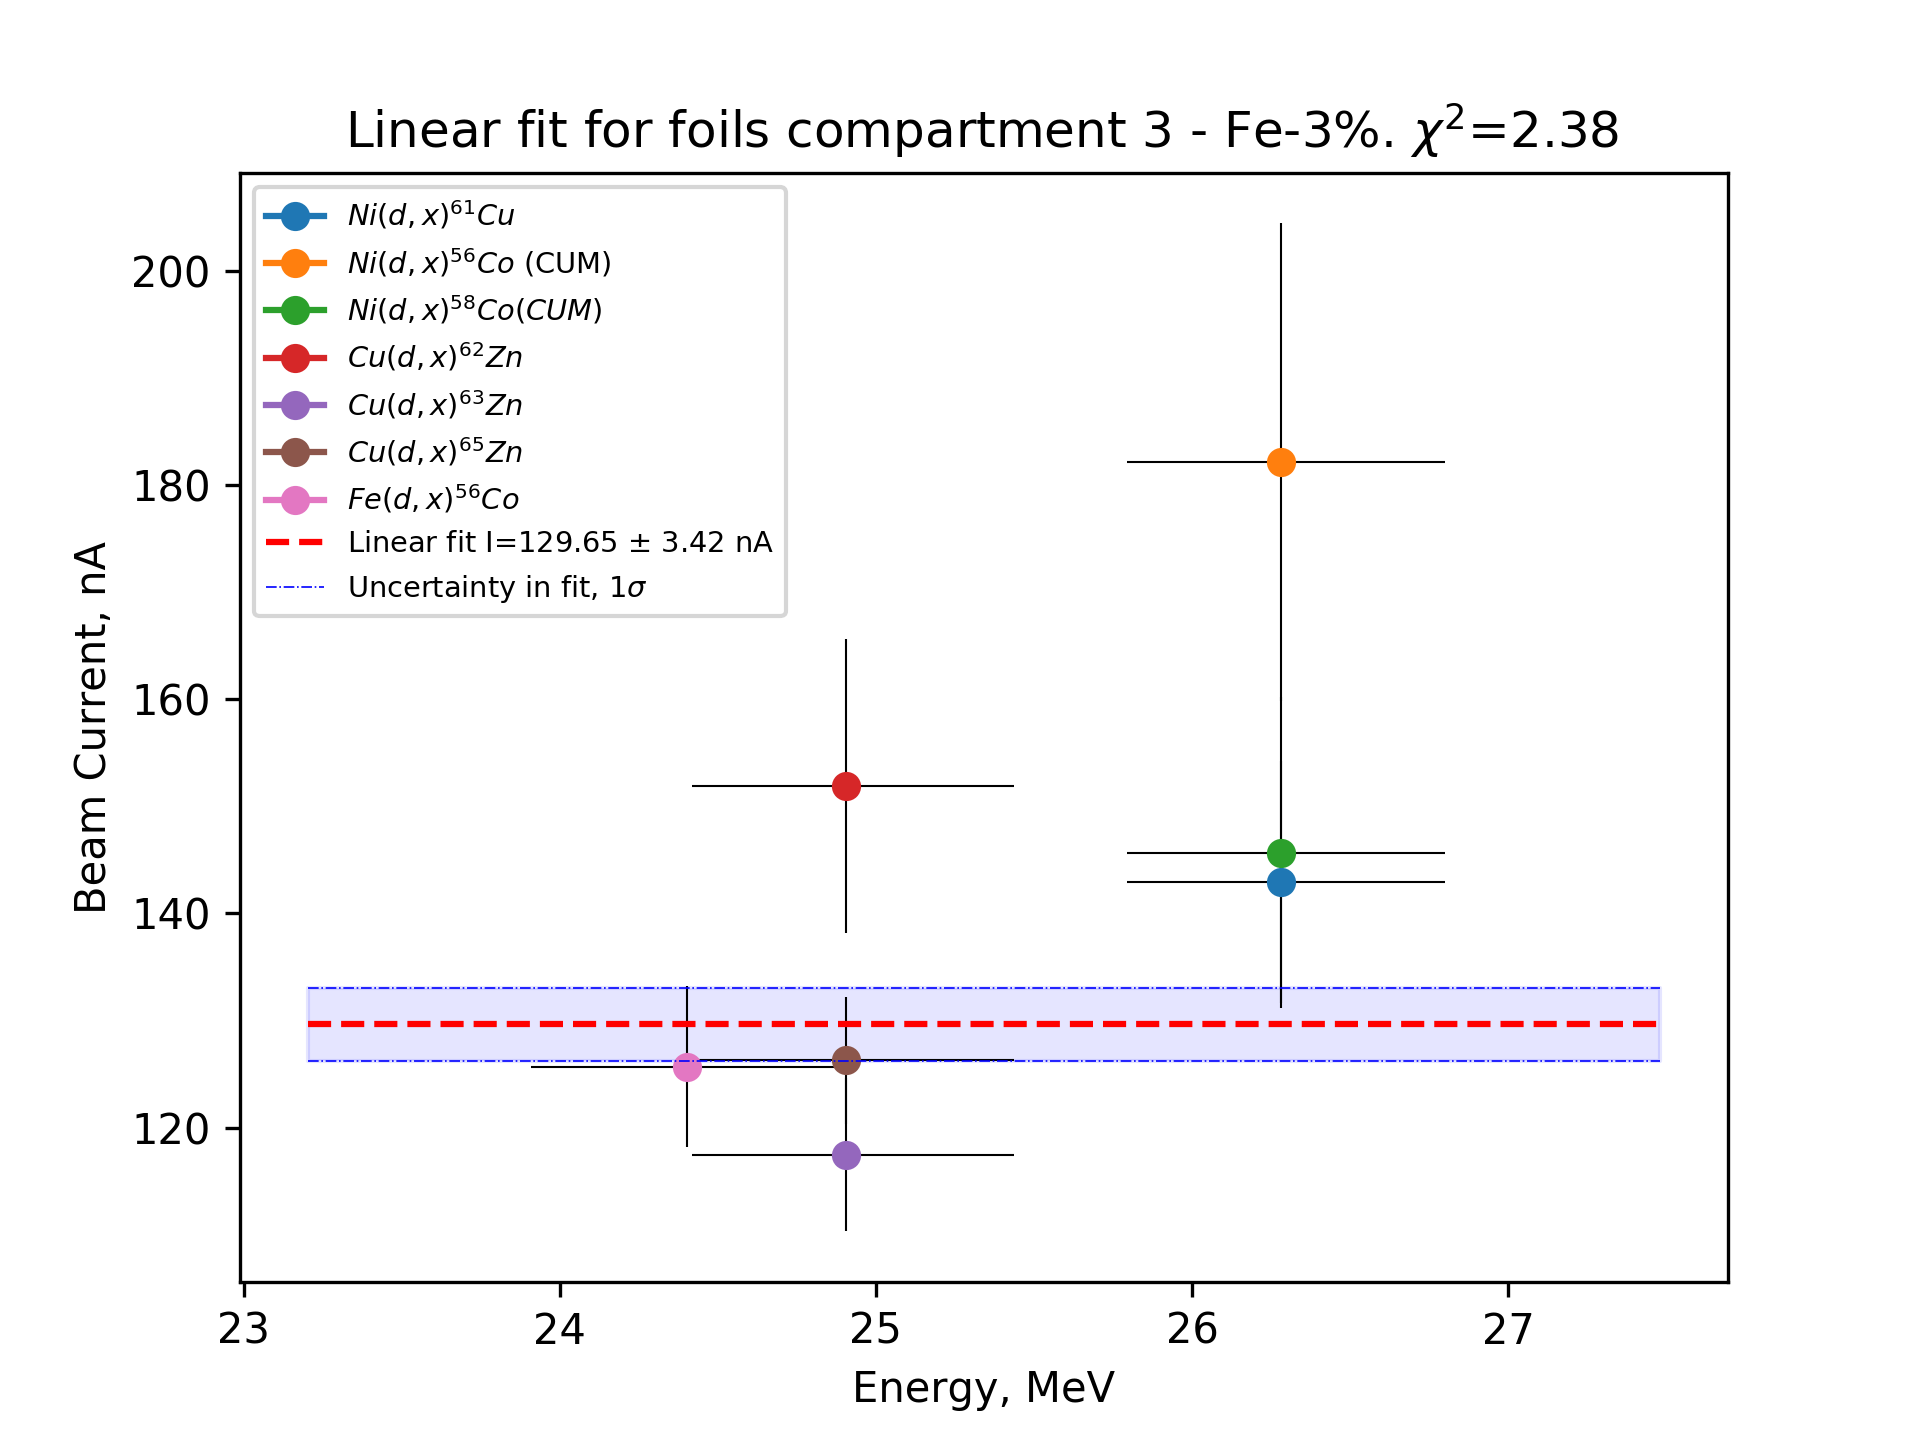 Linear fit for foils compartment 3 - Fe-3%. χ²=2.38
Ni(d, x)⁶¹Cu
Ni(d, x)⁵⁶Co (CUM)
Ni(d, x)⁵⁸Co(CUM)
Cu(d, x)⁶²Zn
Cu(d, x)⁶³Zn
Cu(d, x)⁶⁵Zn
Fe(d, x)⁵⁶Co
Linear fit I=129.65 ± 3.42 nA
Uncertainty in fit, 1σ
200
180
160
140
120
Beam Current, nA
23 24 25 26 27
Energy, MeV